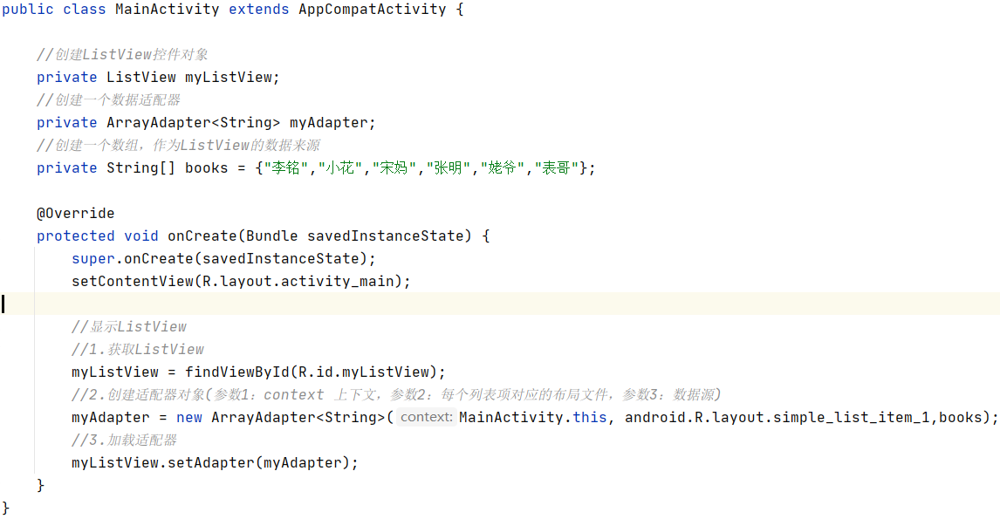 public class MainActivity extends AppCompatActivity {
//创建ListView控件对象
private ListView myListView;
//创建一个数据适配器
private ArrayAdapter<String> myAdapter;
//创建一个数组，作为ListView的数据来源
private String[] books = {"李铭","小花","宋妈","张明","姥爷","表哥"};
@Override
protected void onCreate(Bundle savedInstanceState) {
super.onCreate(savedInstanceState);
setContentView(R.layout.activity_main);
//显示ListView
//1.获取ListView
myListView = findViewById(R.id.myListView);
//2.创建适配器对象(参数1：context 上下文，参数2：每个列表项对应的布局文件，参数3：数据源)
myAdapter = new ArrayAdapter<String>( context: MainActivity.this, android.R.layout.simple_list_item_1,books);
//3.加载适配器
myListView.setAdapter(myAdapter);
}
}